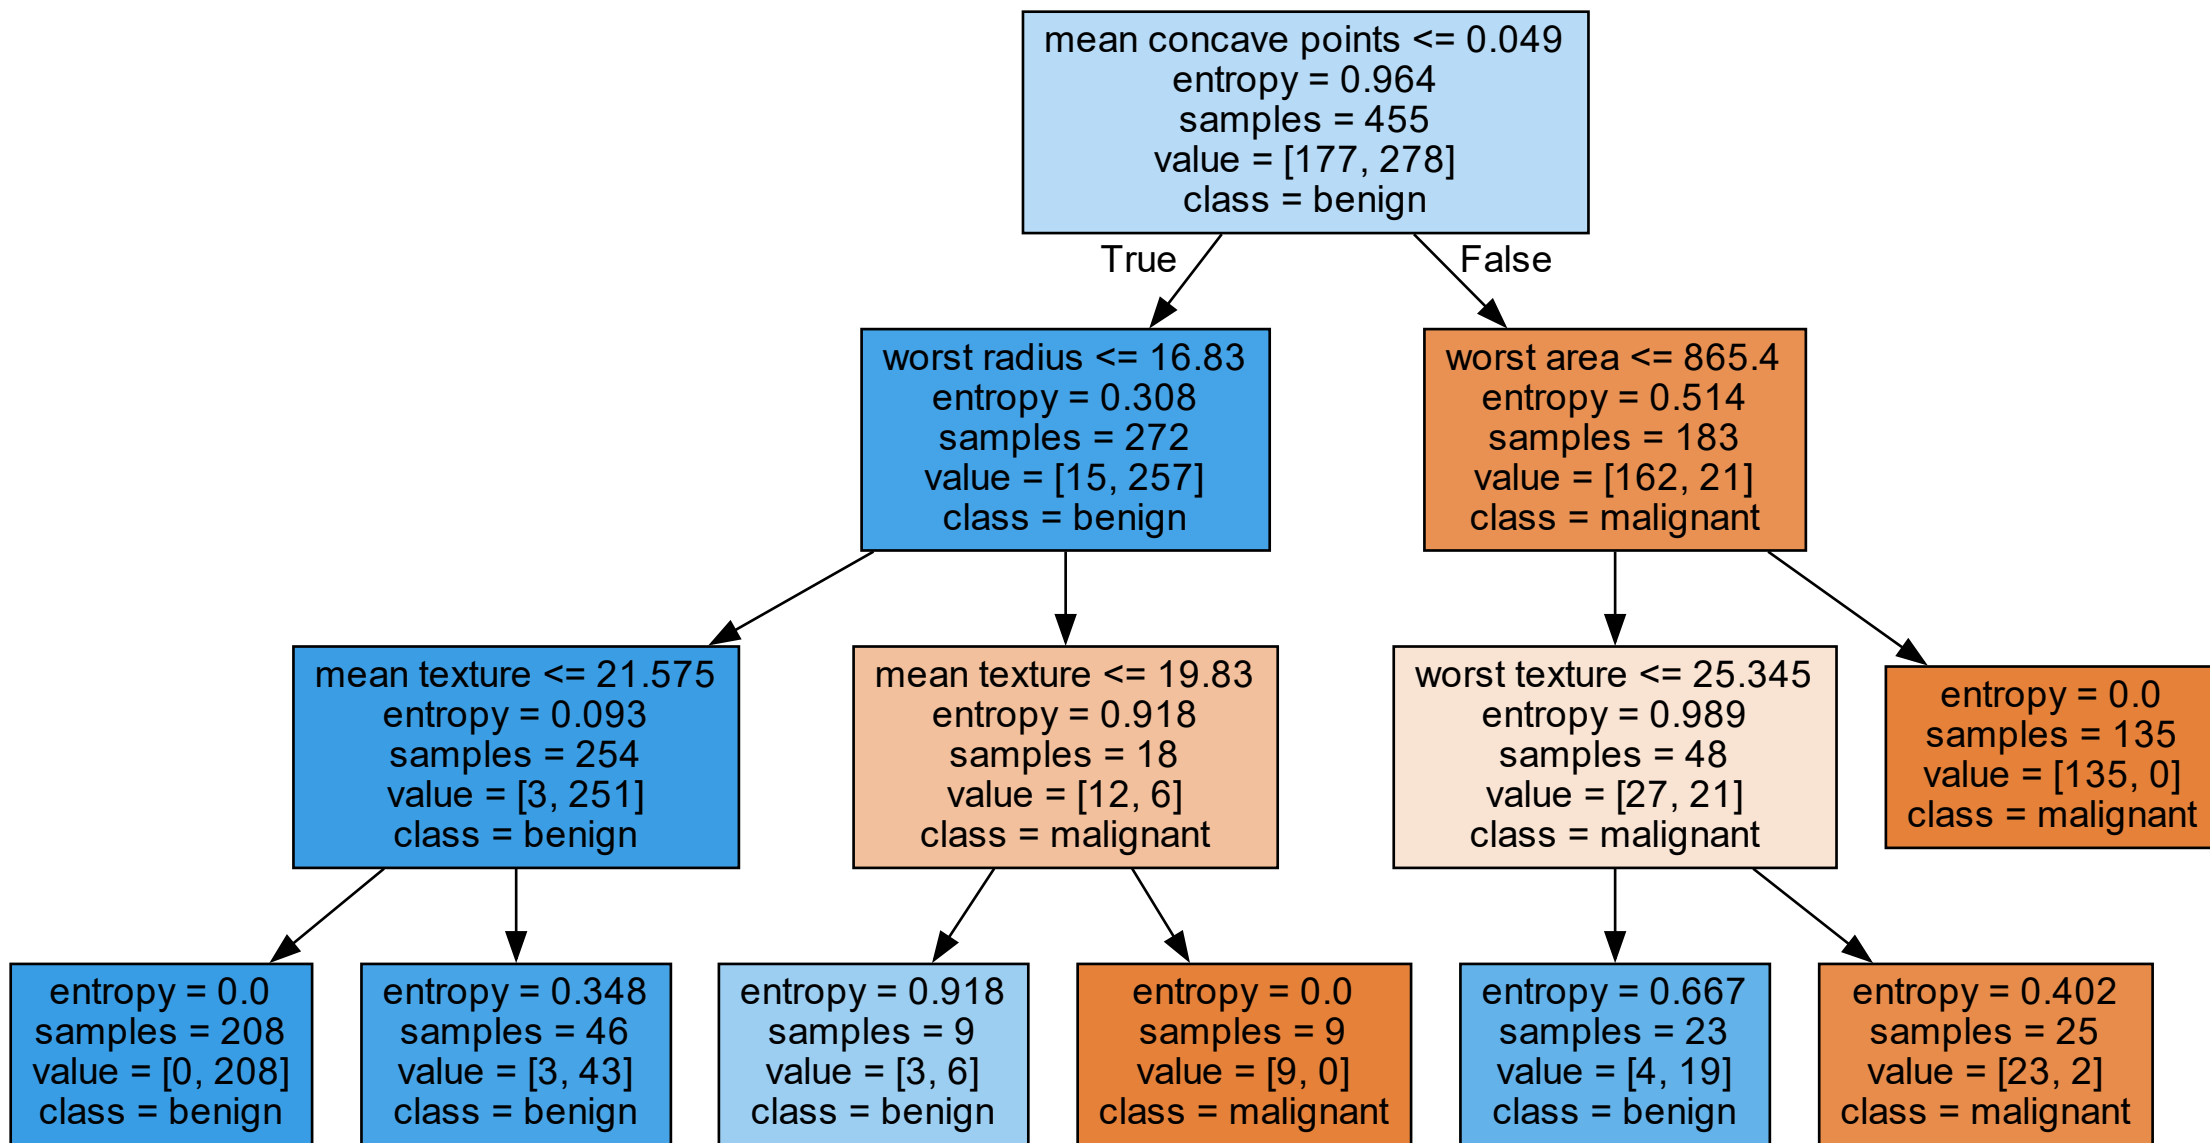 mean concave points <= 0.049
entropy = 0.964
samples = 455
value = [177, 278]
class = benign
True
False
worst radius <= 16.83
entropy = 0.308
samples = 272
value = [15, 257]
class = benign
worst area <= 865.4
entropy = 0.514
samples = 183
value = [162, 21]
class = malignant
mean texture <= 21.575
entropy = 0.093
samples = 254
value = [3, 251]
class = benign
mean texture <= 19.83
entropy = 0.918
samples = 18
value = [12, 6]
class = malignant
worst texture <= 25.345
entropy = 0.989
samples = 48
value = [27, 21]
class = malignant
entropy = 0.0
samples = 135
value = [135, 0]
class = malignant
entropy = 0.0
samples = 208
value = [0, 208]
class = benign
entropy = 0.348
samples = 46
value = [3, 43]
class = benign
entropy = 0.918
samples = 9
value = [3, 6]
class = benign
entropy = 0.0
samples = 9
value = [9, 0]
class = malignant
entropy = 0.667
samples = 23
value = [4, 19]
class = benign
entropy = 0.402
samples = 25
value = [23, 2]
class = malignant